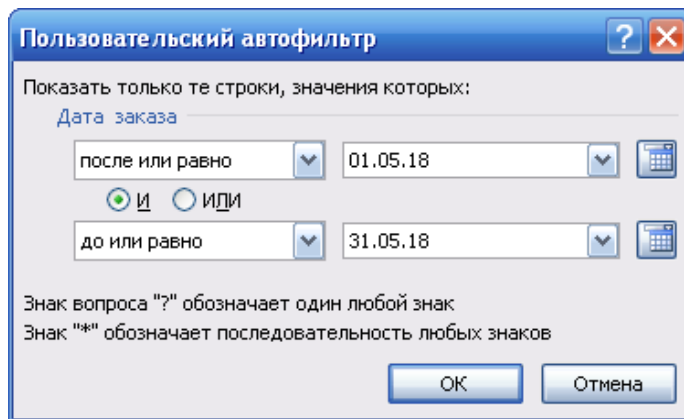 Пользовательский автофильтр
Показать только те строки, значения которых:
Дата заказа
после или равно 01.05.18
И ИЛИ
до или равно 31.05.18
Знак вопроса "?" обозначает один любой знак
Знак "*" обозначает последовательность любых знаков
ОК Отмена